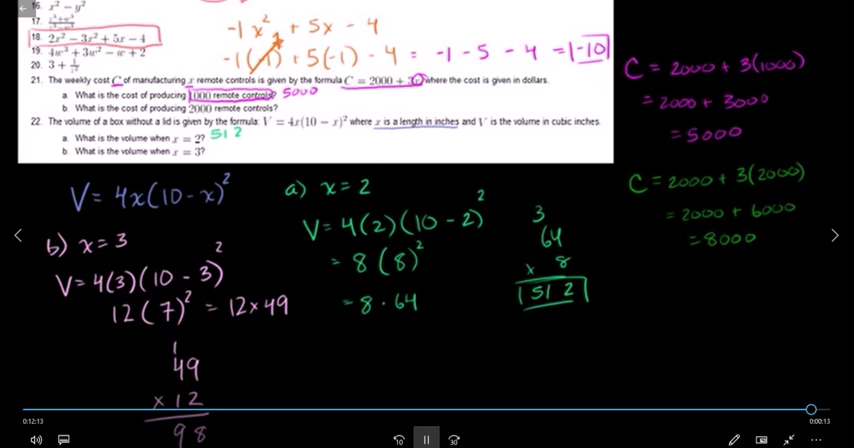 16. x² − y²
17.
18. 2x² − 3x² + 5x − 4
19. 4w³ + 3w² − w + 2
20. 3 +
-1x² + 5x - 4
-1( -1) + 5(-1) - 4 = -1 - 5 - 4 = -10
21. The weekly cost C of manufacturing x remote controls is given by the formula C = 2000 + 3x where the cost is given in dollars.
a. What is the cost of producing 1000 remote controls? 5000
b. What is the cost of producing 2000 remote controls?
22. The volume of a box without a lid is given by the formula: V = 4x(10 − x)² where x is a length in inches and V is the volume in cubic inches.
a. What is the volume when x = 2? 512
b. What is the volume when x = 3?
C = 2000 + 3(1000)
= 2000 + 3000
= 5000
C = 2000 + 3(2000)
= 2000 + 6000
= 8000
V = 4x(10-x)²
b) x = 3
V = 4(3)(10 - 3)²
12(7)² = 12×49
1
49
×12
98
a) x = 2
V = 4(2)(10-2)²
= 8(8)²
= 8 · 64
3
64
× 8
512
0:12:13
0:00:13
10
30